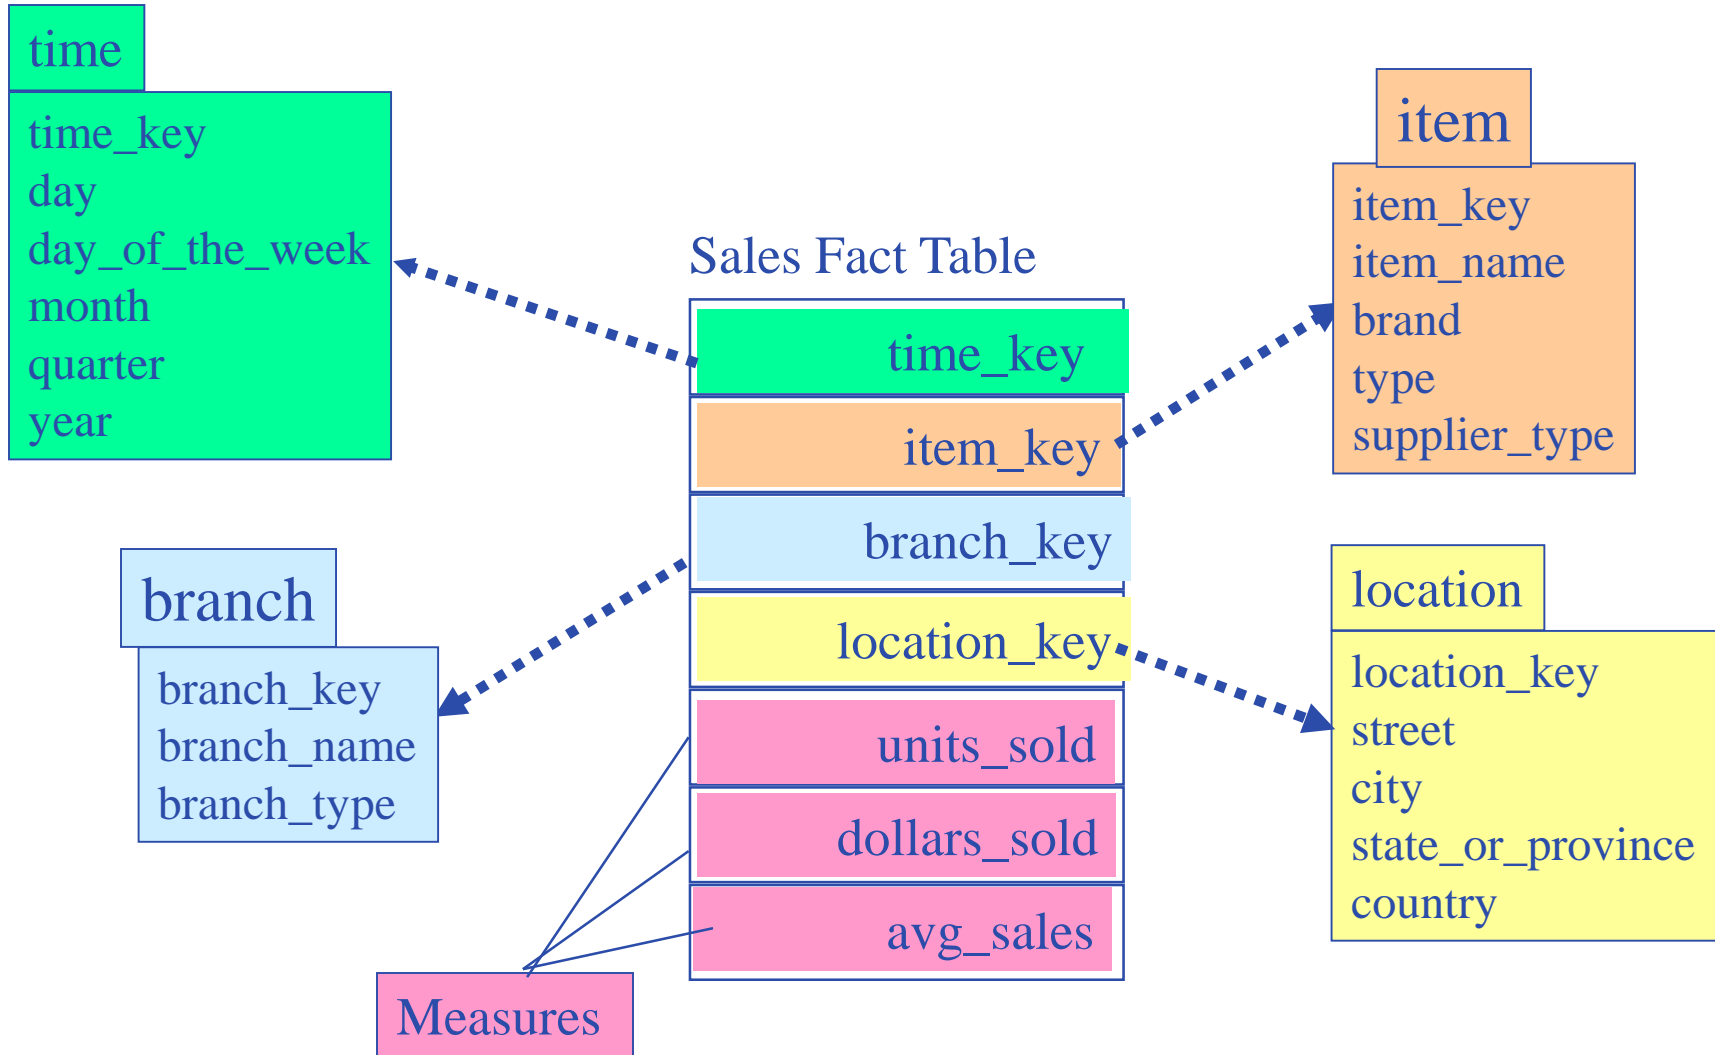 time
time_key
day
day_of_the_week
month
quarter
year
item
item_key
item_name
brand
type
supplier_type
Sales Fact Table
time_key
item_key
branch_key
location_key
units_sold
dollars_sold
avg_sales
branch
branch_key
branch_name
branch_type
location
location_key
street
city
state_or_province
country
Measures